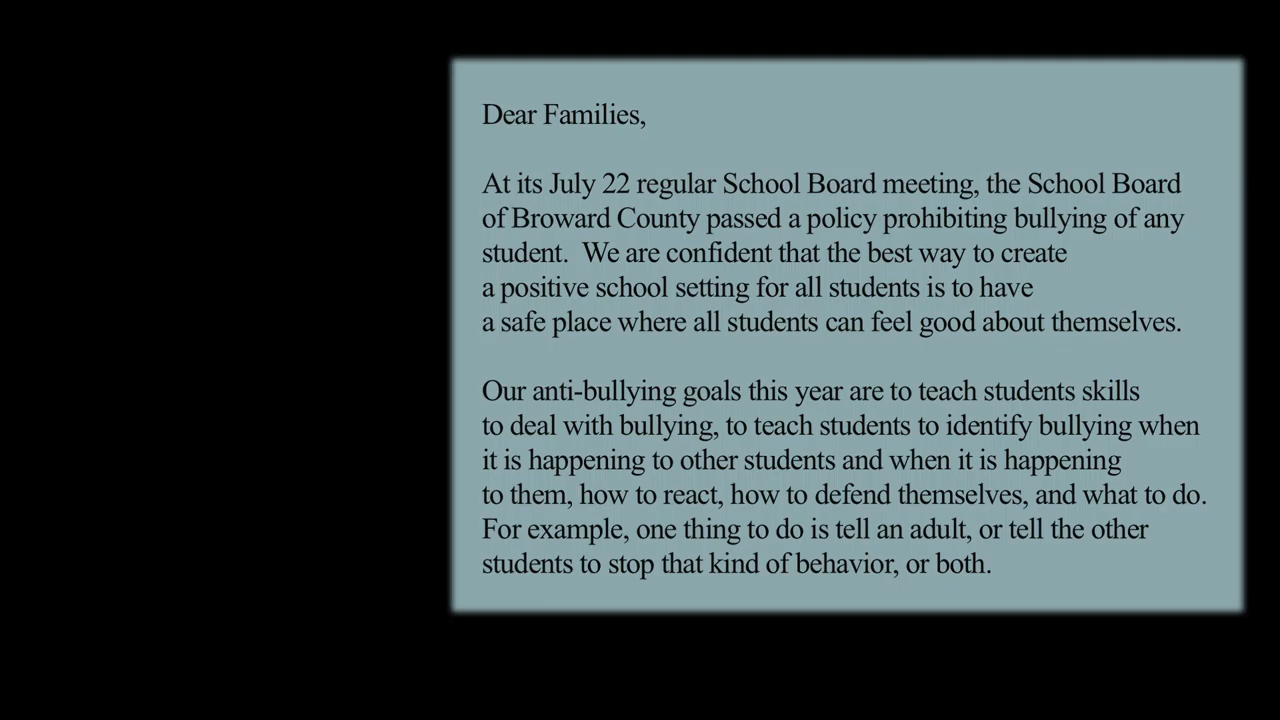 Dear Families,
At its July 22 regular School Board meeting, the School Board
of Broward County passed a policy prohibiting bullying of any
student.  We are confident that the best way to create
a positive school setting for all students is to have
a safe place where all students can feel good about themselves.
Our anti-bullying goals this year are to teach students skills
to deal with bullying, to teach students to identify bullying when
it is happening to other students and when it is happening
to them, how to react, how to defend themselves, and what to do.
For example, one thing to do is tell an adult, or tell the other
students to stop that kind of behavior, or both.